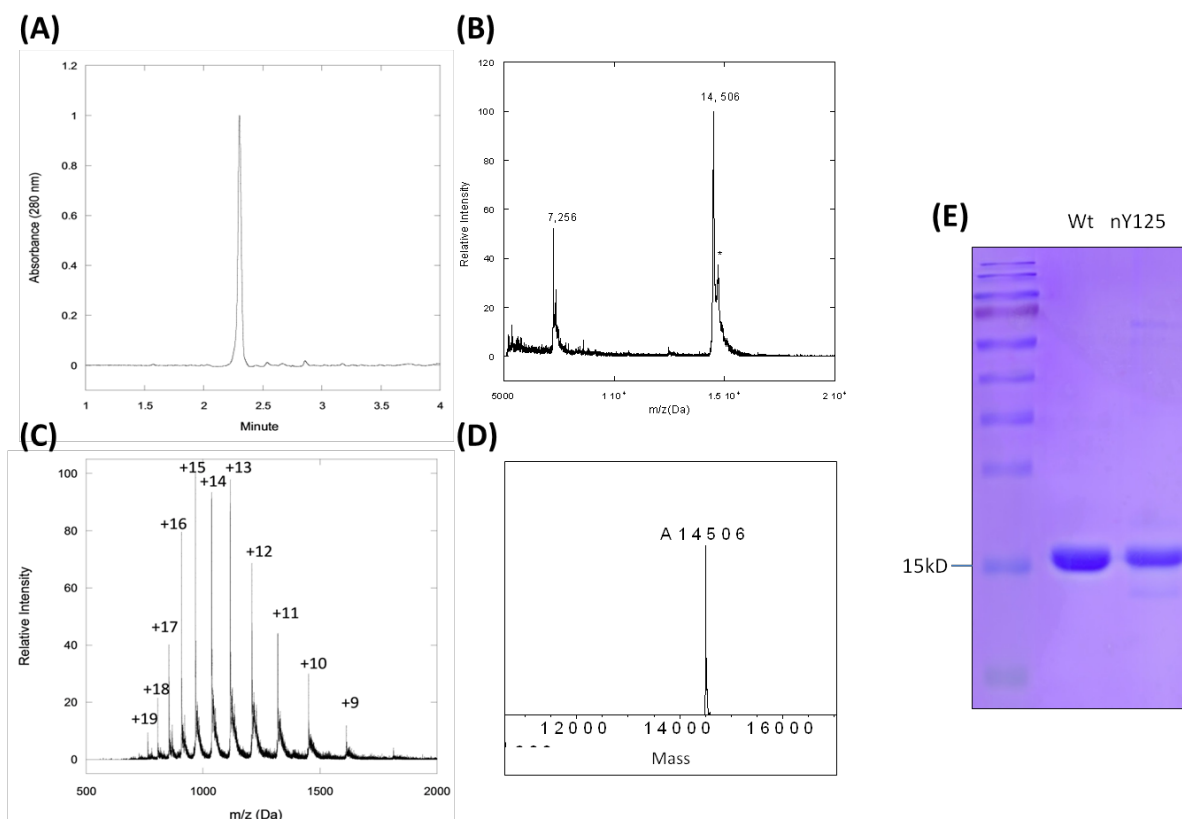 (A)
1.2
1
0.8
0.6
0.4
0.2
0
Absorbance (280 nm)
1 1.5 2 2.5 3 3.5 4
Minute
(B)
120
100
80
60
40
20
0
Relative Intensity
7,256
14, 506
*
5000 1 10⁴ 1.5 10⁴ 2 10⁴
m/z(Da)
(C)
100
80
60
40
20
0
Relative Intensity
+19
+18
+17
+16
+15
+14
+13
+12
+11
+10
+9
500 1000 1500 2000
m/z (Da)
(D)
A 14506
12000 14000 16000
Mass
(E)
Wt nY125
15kD